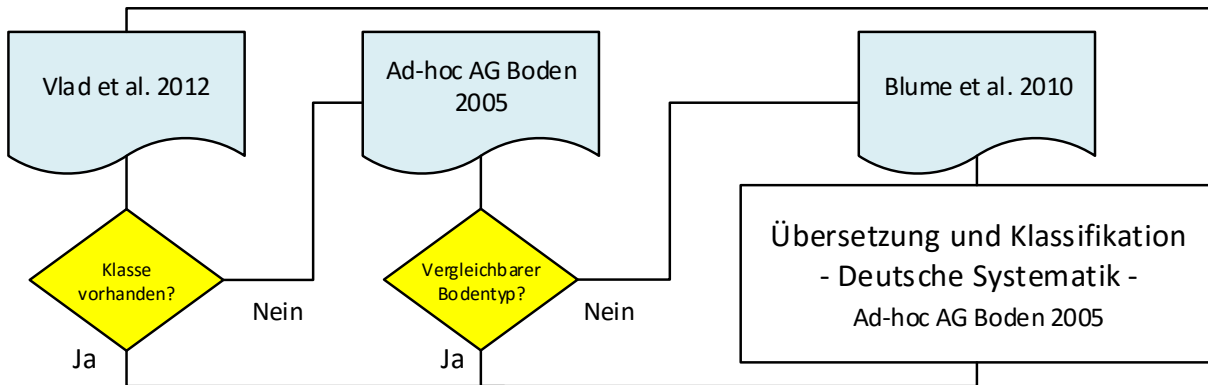 Vlad et al. 2012
Ad-hoc AG Boden
2005
Blume et al. 2010
Klasse
vorhanden?
Nein
Ja
Vergleichbarer
Bodentyp?
Nein
Ja
Übersetzung und Klassifikation
- Deutsche Systematik -
Ad-hoc AG Boden 2005